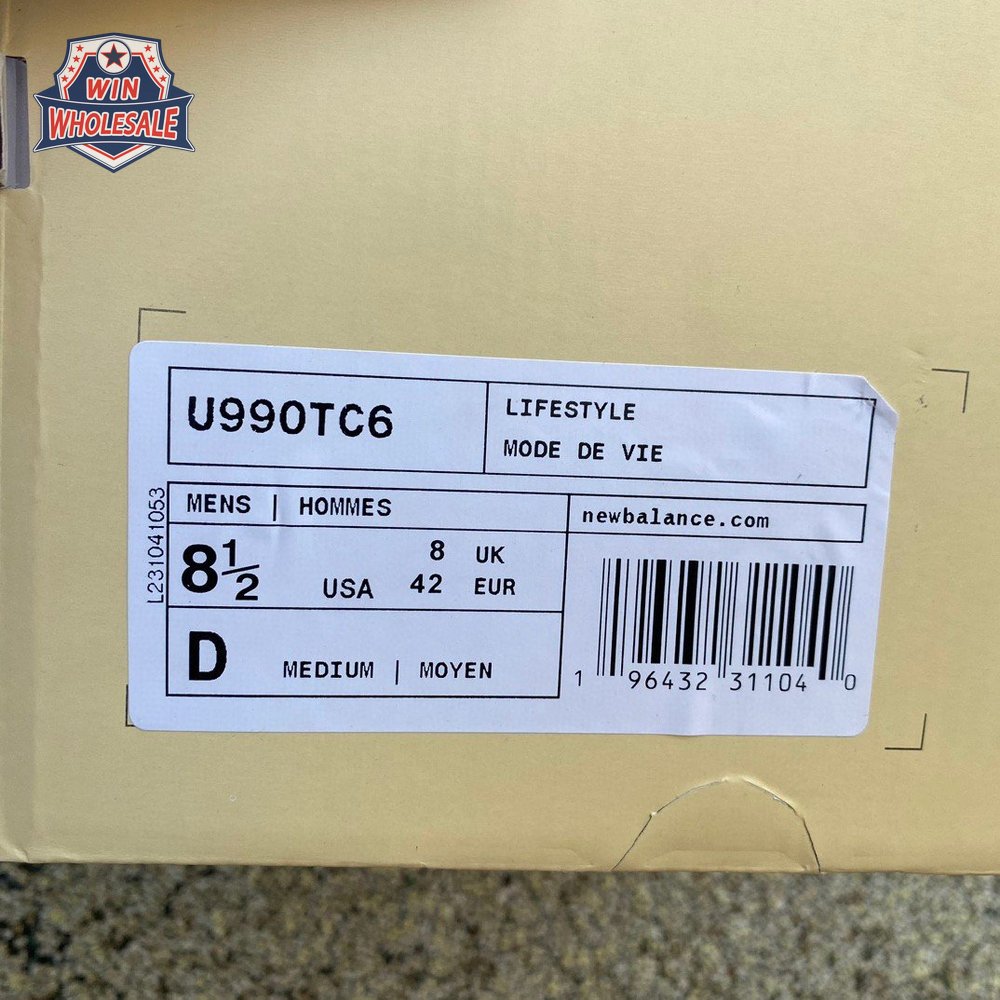 WIN
WHOLESALE
U990TC6
LIFESTYLE
MODE DE VIE
L231041053
MENS | HOMMES
newbalance.com
8½ USA
8 UK
42 EUR
D MEDIUM | MOYEN
1 96432 31104 0